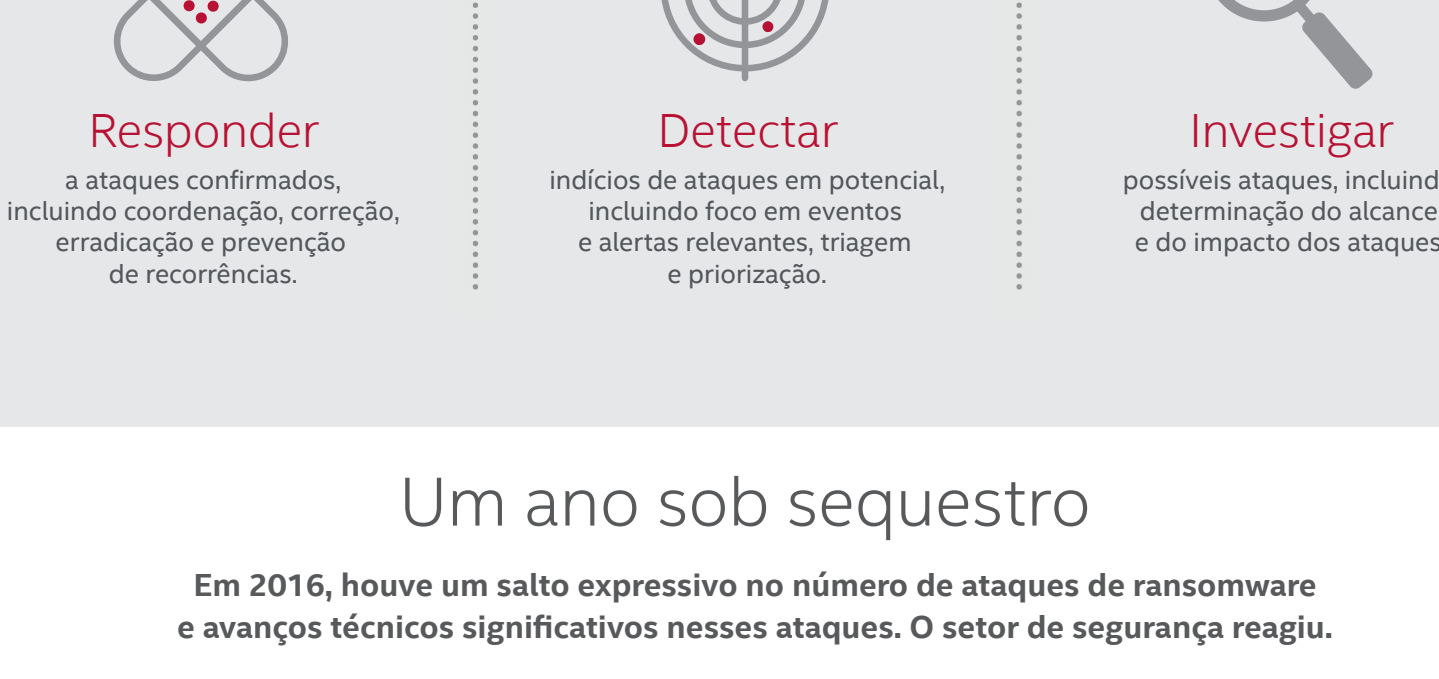 Responder
a ataques confirmados,
incluindo coordenação, correção,
erradicação e prevenção
de recorrências.
Detectar
indícios de ataques em potencial,
incluindo foco em eventos
e alertas relevantes, triagem
e priorização.
Investigar
possíveis ataques, incluind
determinação do alcance
e do impacto dos ataques
Um ano sob sequestro
Em 2016, houve um salto expressivo no número de ataques de ransomware
e avanços técnicos significativos nesses ataques. O setor de segurança reagiu.